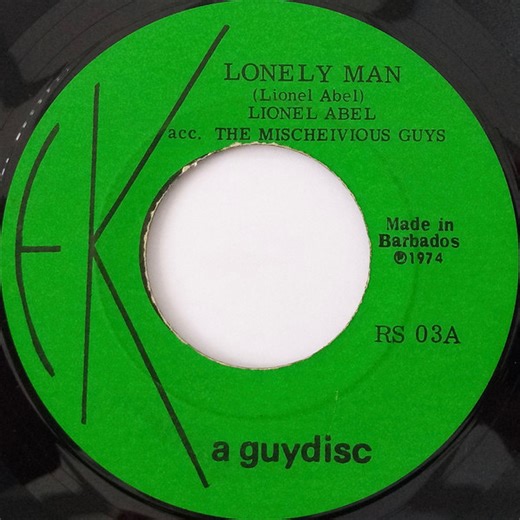 LONELY MAN
(Lionel Abel)
LIONEL ABEL
acc. THE MISCHEIVIOUS GUYS
Made in
Barbados
℗1974
RS 03A
EK
a guydisc